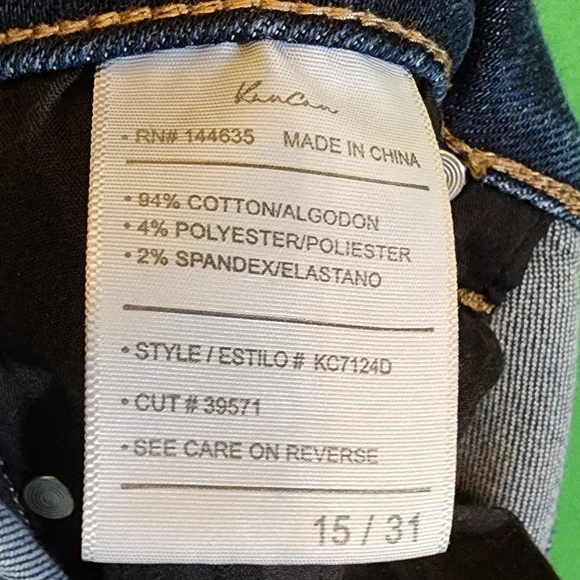 KanCan
- RN# 144635 MADE IN CHINA
• 94% COTTON/ALGODON
• 4% POLYESTER/POLIESTER
• 2% SPANDEX/ELASTANO
• STYLE / ESTILO # KC7124D
• CUT # 39571
• SEE CARE ON REVERSE
15 / 31